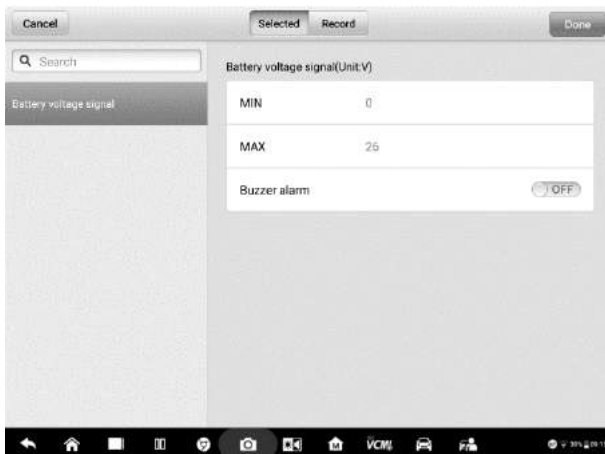 Cancel
Selected
Record
Done
Search
Battery voltage signal(Unit:V)
Battery voltage signal
MIN
0
MAX
26
Buzzer alarm
OFF
M
VCMI